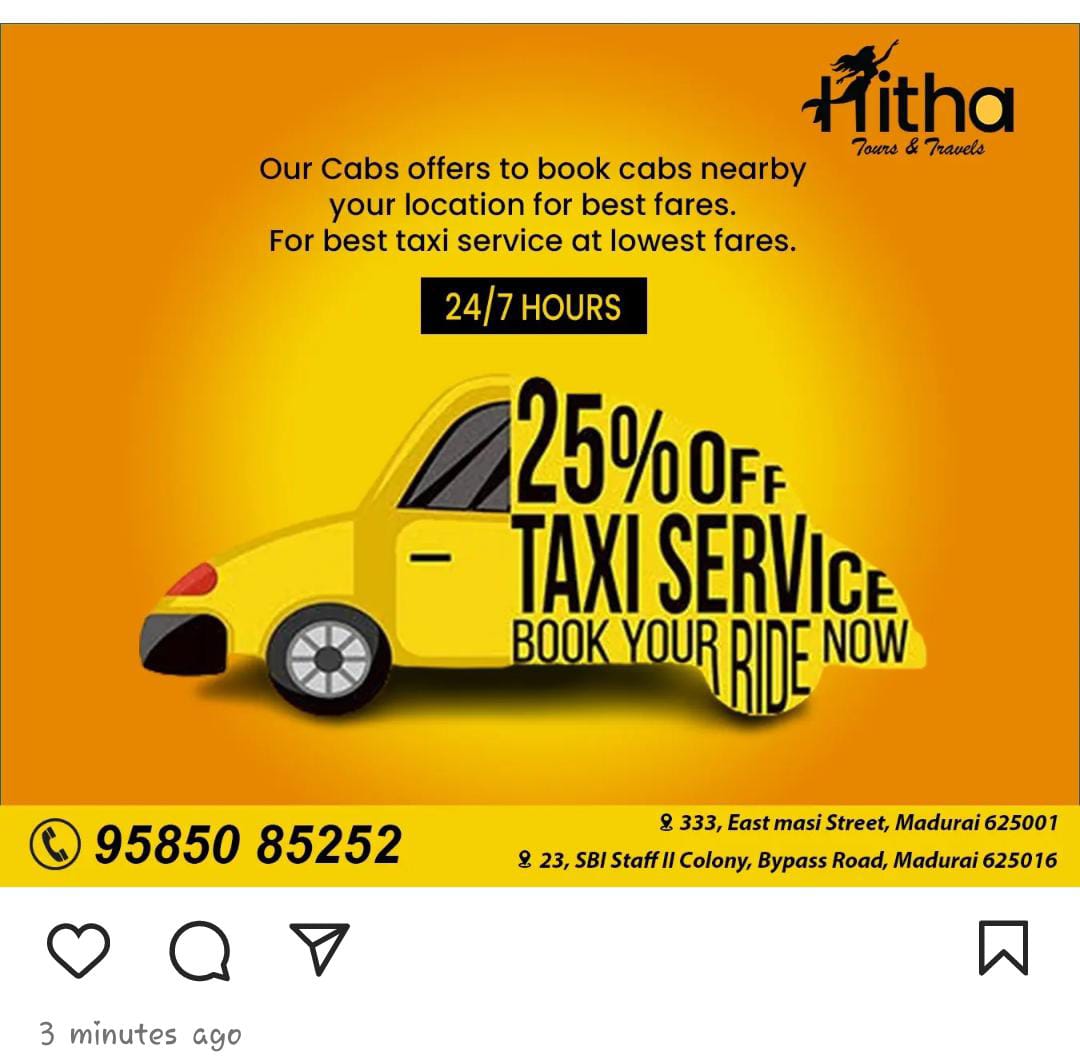 Hitha
Tours & Travels
Our Cabs offers to book cabs nearby
your location for best fares.
For best taxi service at lowest fares.
24/7 HOURS
25% OFF
TAXI SERVICE
BOOK YOUR RIDE NOW
95850 85252
333, East masi Street, Madurai 625001
23, SBI Staff II Colony, Bypass Road, Madurai 625016
3 minutes ago